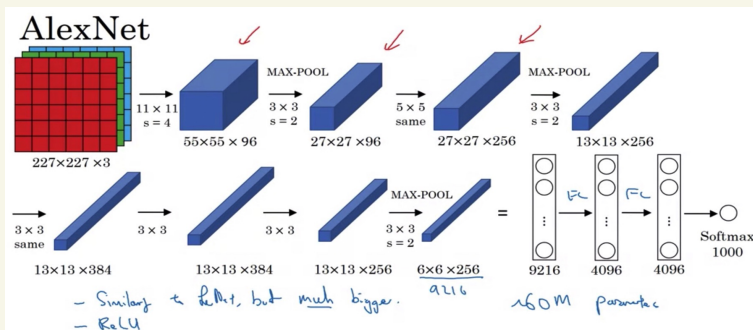 AlexNet
MAX-POOL
MAX-POOL
11 × 11
s = 4
3 × 3
s = 2
5 × 5
same
3 × 3
s = 2
227×227 ×3
55×55 × 96
27×27 ×96
27×27 ×256
13×13 ×256
MAX-POOL
3 × 3
same
3 × 3
3 × 3
3 × 3
s = 2
=
FC
FC
Softmax
1000
13×13 ×384
13×13 ×384
13×13 ×256
6×6 ×256
9216
4096
4096
9216
- Similar to LeNet, but much bigger.
- ReLU
~60M parameters